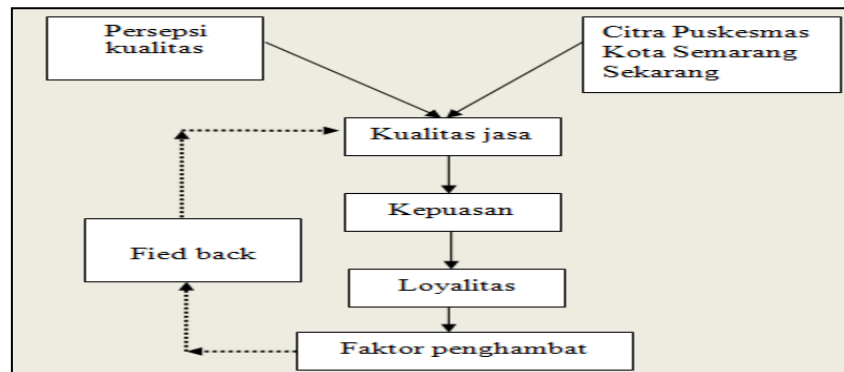 Persepsi
kualitas
Citra Puskesmas
Kota Semarang
Sekarang
Kualitas jasa
Kepuasan
Fied back
Loyalitas
Faktor penghambat